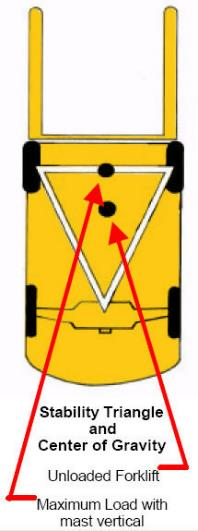 Stability Triangle
and
Center of Gravity
Unloaded Forklift
Maximum Load with
mast vertical